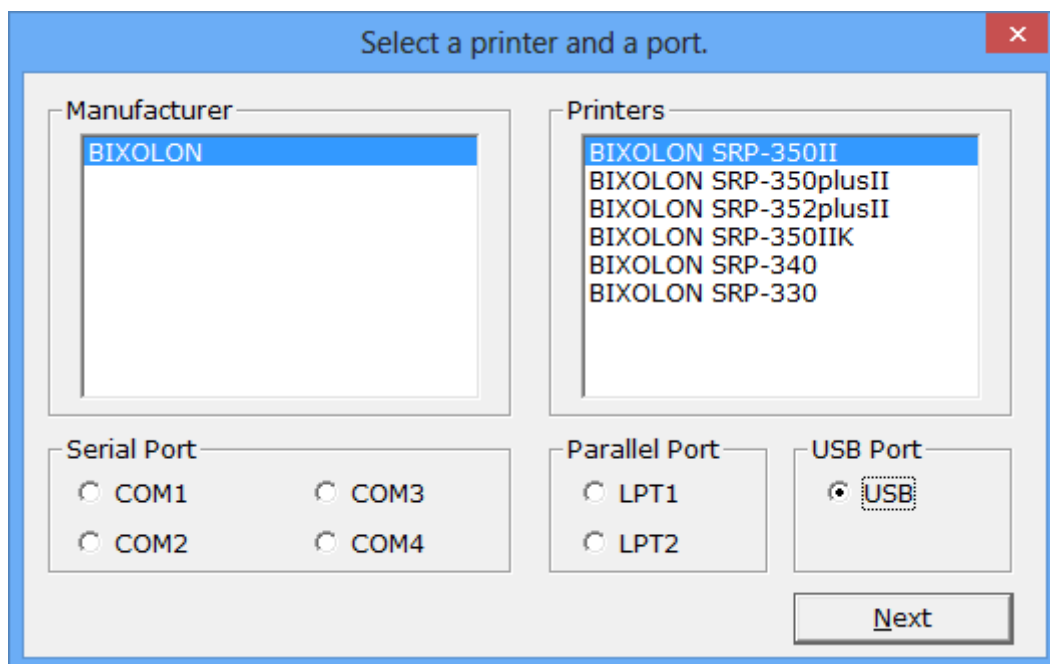 Select a printer and a port.
Manufacturer
BIXOLON
Printers
BIXOLON SRP-350II
BIXOLON SRP-350plusII
BIXOLON SRP-352plusII
BIXOLON SRP-350IIK
BIXOLON SRP-340
BIXOLON SRP-330
Serial Port
COM1
COM3
COM2
COM4
Parallel Port
LPT1
LPT2
USB Port
USB
Next